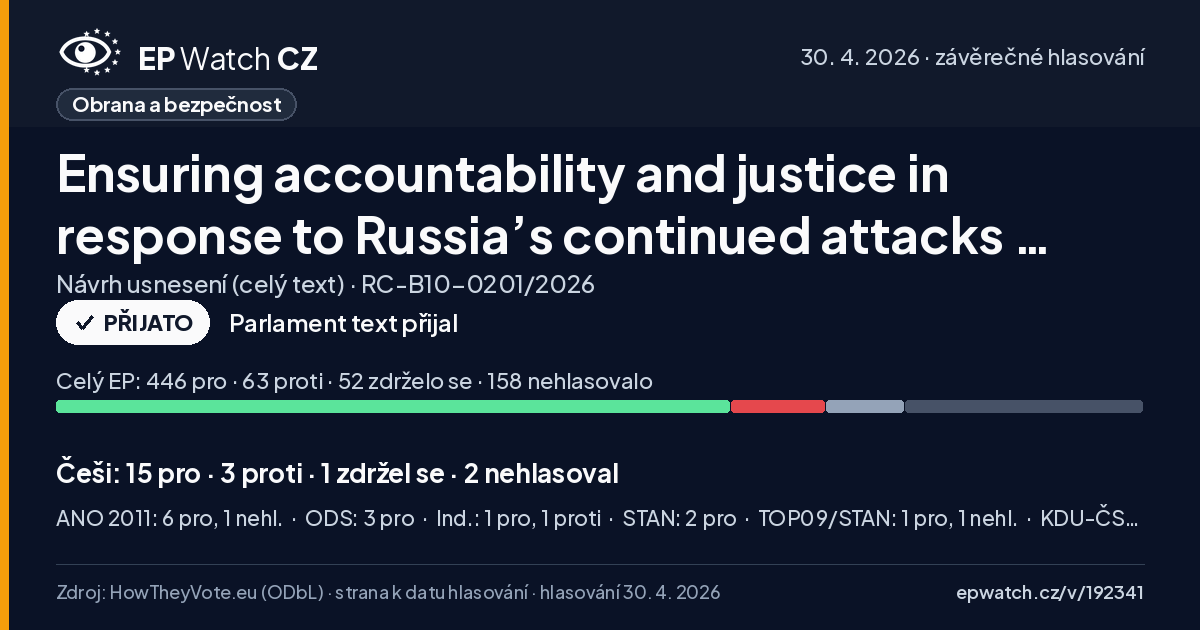 EP Watch CZ
30. 4. 2026 · závěrečné hlasování
Obrana a bezpečnost
Ensuring accountability and justice in
response to Russia’s continued attacks …
Návrh usnesení (celý text) · RC-B10-0201/2026
✓ PŘIJATO Parlament text přijal
Celý EP: 446 pro · 63 proti · 52 zdrželo se · 158 nehlasovalo
Češi: 15 pro · 3 proti · 1 zdržel se · 2 nehlasoval
ANO 2011: 6 pro, 1 nehl. · ODS: 3 pro · Ind.: 1 pro, 1 proti · STAN: 2 pro · TOP09/STAN: 1 pro, 1 nehl. · KDU-ČS…
Zdroj: HowTheyVote.eu (ODbL) · strana k datu hlasování · hlasování 30. 4. 2026
epwatch.cz/v/192341